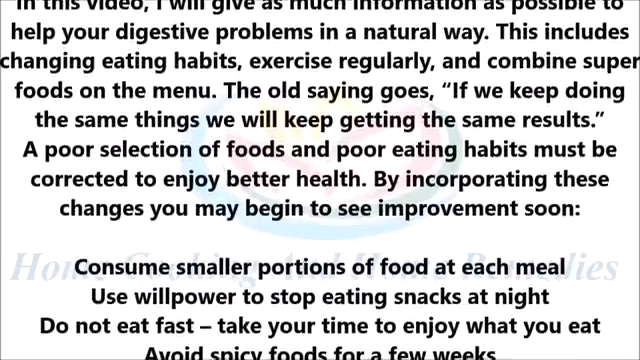 In this video, I will give as much information as possible to
help your digestive problems in a natural way. This includes
changing eating habits, exercise regularly, and combine super
foods on the menu. The old saying goes, “If we keep doing
the same things we will keep getting the same results.”
A poor selection of foods and poor eating habits must be
corrected to enjoy better health. By incorporating these
changes you may begin to see improvement soon:
Home Cooking And Home Remedies
Consume smaller portions of food at each meal
Use willpower to stop eating snacks at night
Do not eat fast – take your time to enjoy what you eat
Avoid spicy foods for a few weeks